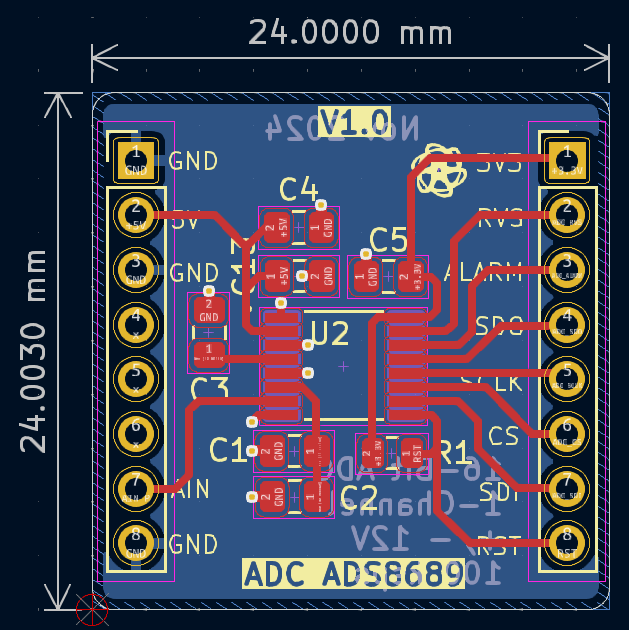 24.0000 mm
24.0030 mm
V1.0
Nov 2024
1
GND
GND
2
+5V
5V
3
GND
GND
4
x
5
x
6
x
7
AIN
8
GND
GND
C4
2
+5V
1
GND
+5V
2
GND
C5
1
GND
2
+3.3V
2
GND
1
C3
U2
C1
2
GND
1
2
GND
1
C2
2
+3.3V
1
RST
R1
3V3
1
+3.3V
RVS
2
ALARM
3
SDO
4
SCLK
5
CS
6
SDI
7
RST
8
RST
16-Bit ADC
1-Channel
+/- 12V
ADC ADS8689